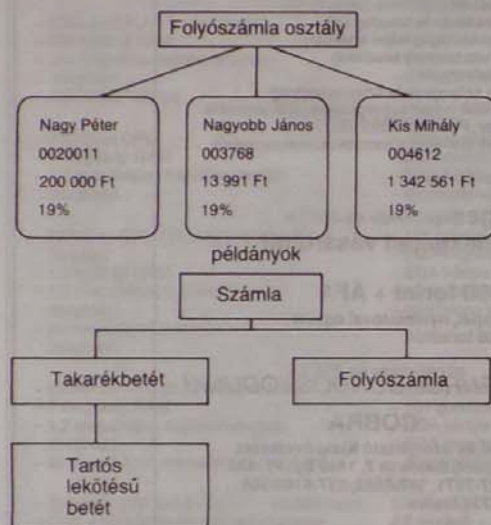 Folyószámla osztály
Nagy Péter
0020011
200 000 Ft
19%
Nagyobb János
003768
13 991 Ft
19%
Kis Mihály
004612
1 342 561 Ft
19%
példányok
Számla
Takarékbetét
Folyószámla
Tartós
lekötésű
betét
COBRA